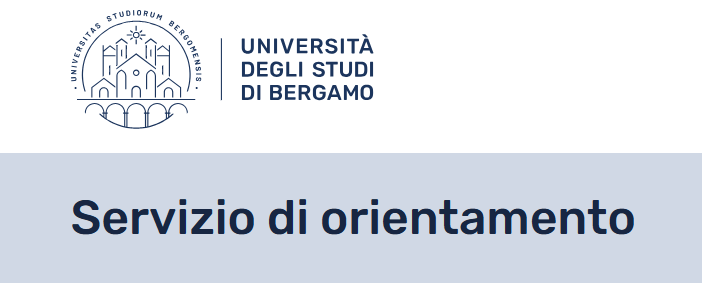 UNIVERSITAS STUDIORUM BERGOMENSIS
UNIVERSITÀ
DEGLI STUDI
DI BERGAMO
Servizio di orientamento